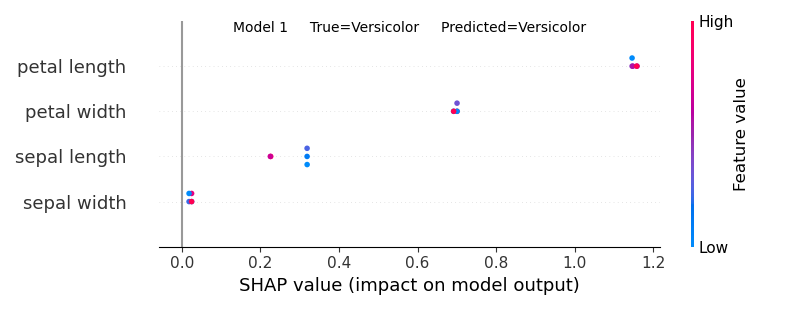 Model 1 True=Versicolor Predicted=Versicolor
High
petal length
petal width
sepal length
sepal width
Feature value
Low
0.0 0.2 0.4 0.6 0.8 1.0 1.2
SHAP value (impact on model output)